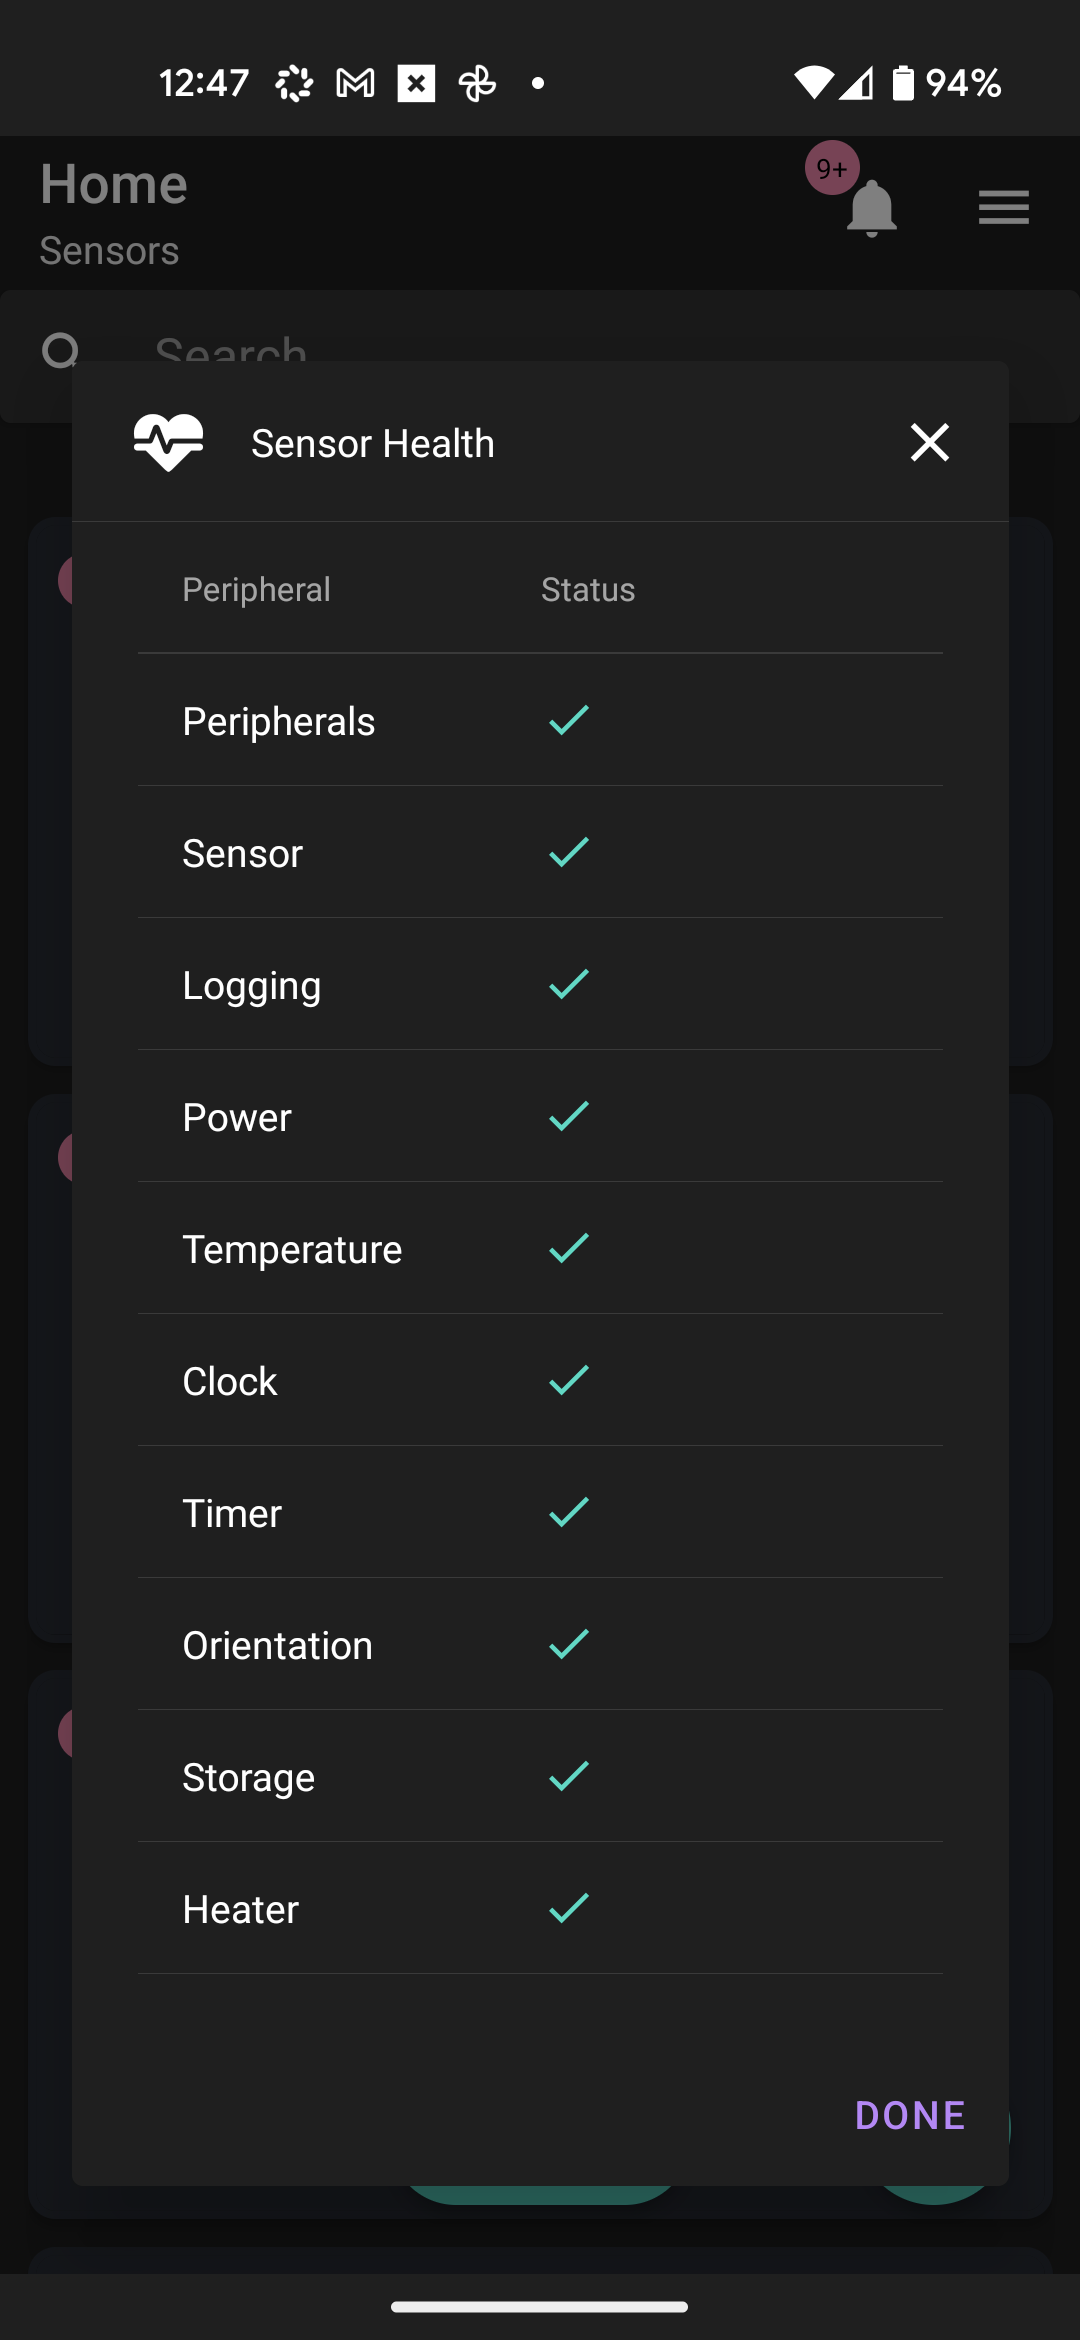 12:47
94%
Home
9+
Sensors
Search
Sensor Health
Peripheral Status
Peripherals
Sensor
Logging
Power
Temperature
Clock
Timer
Orientation
Storage
Heater
DONE